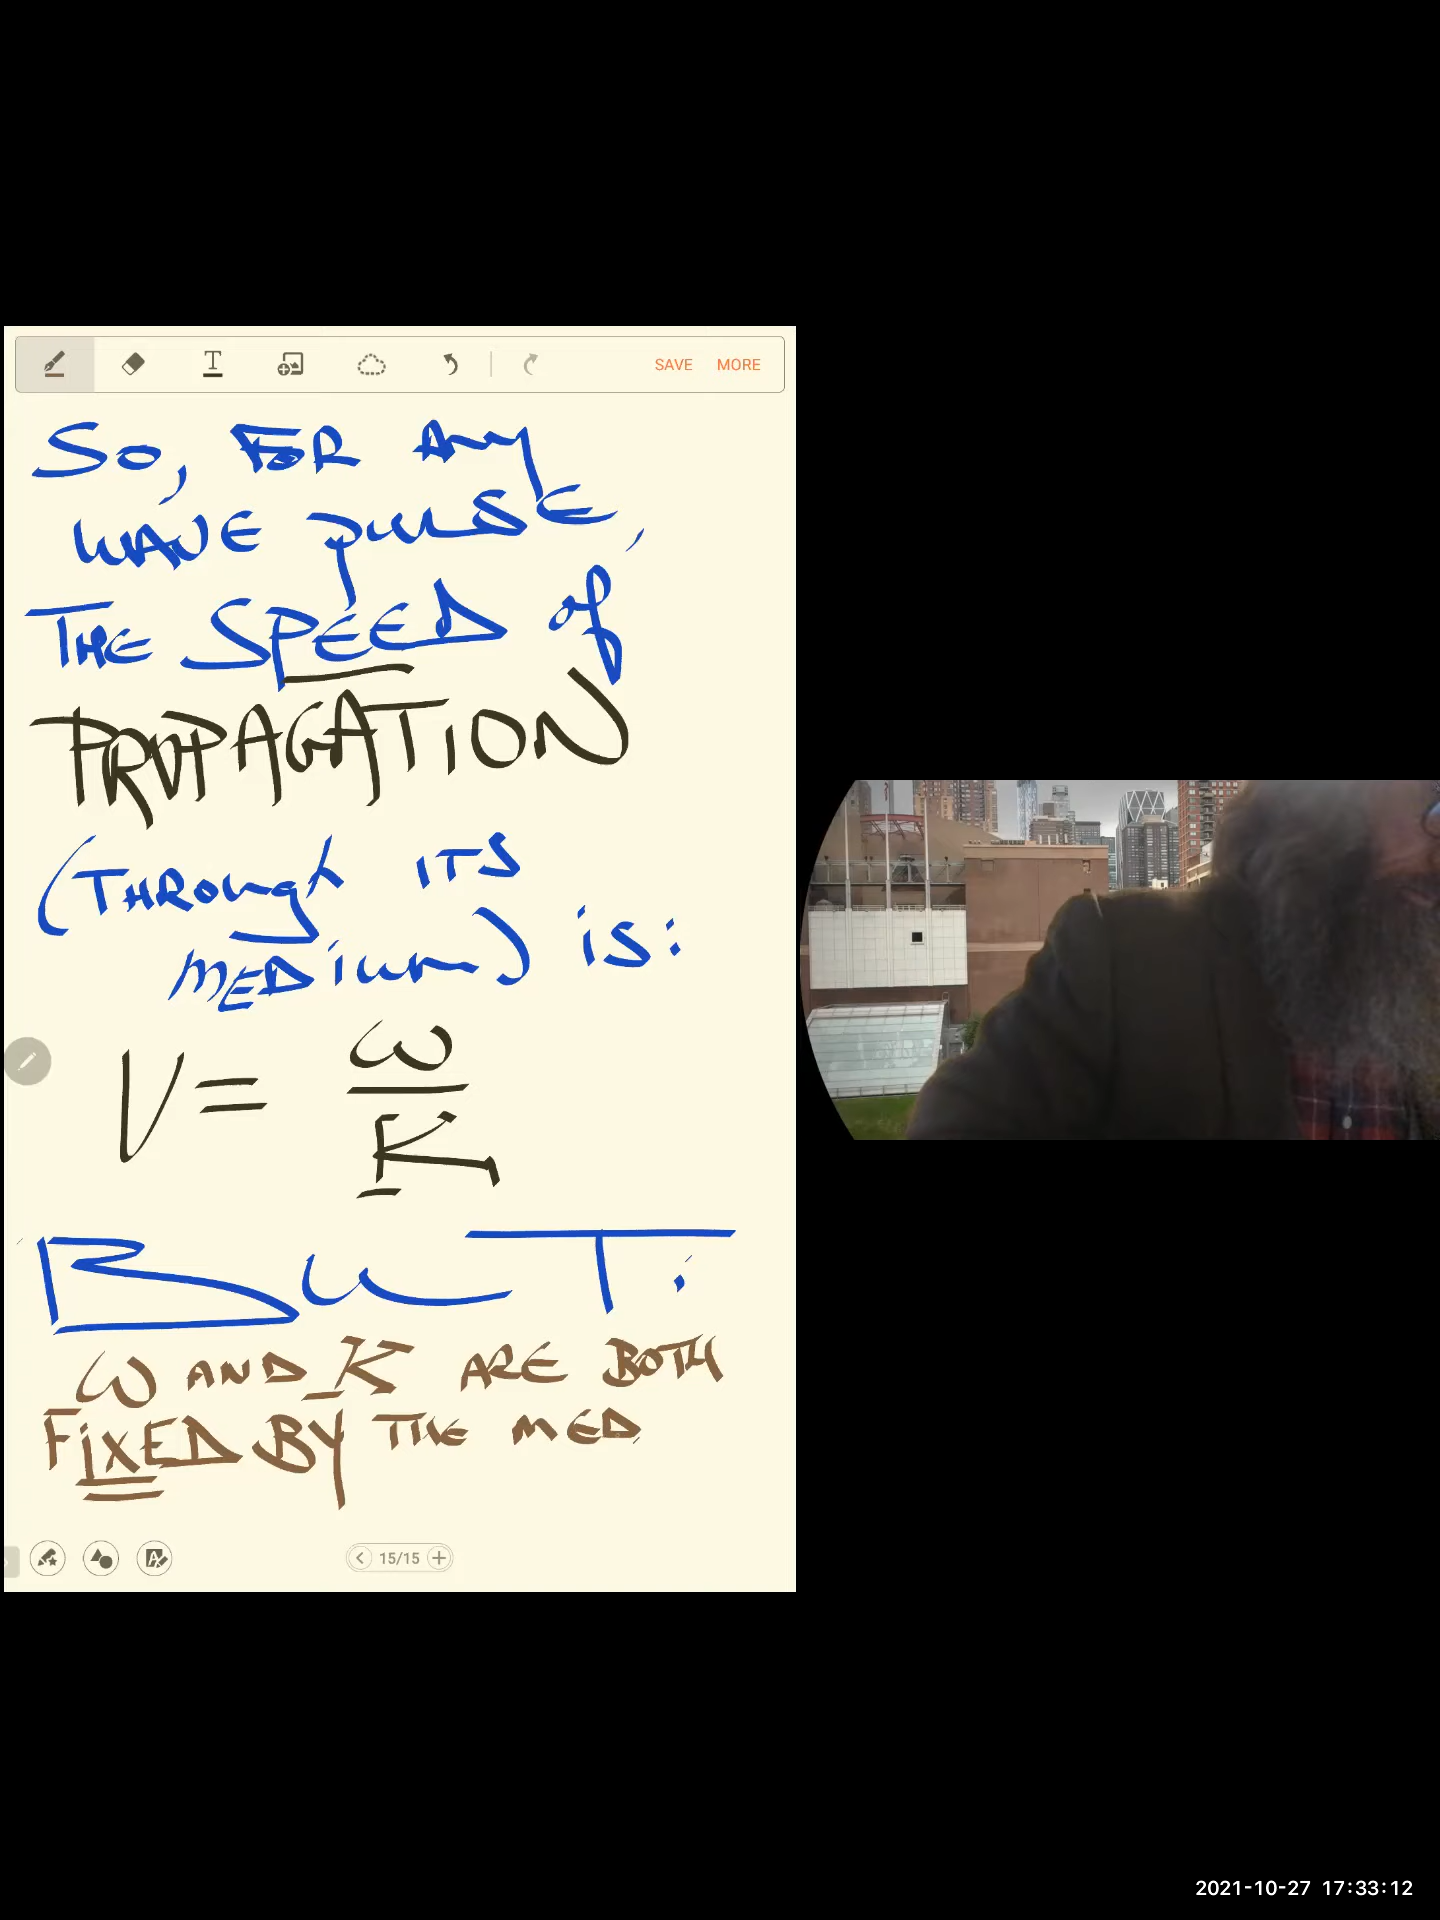 SAVE MORE
So, FOR Any
WAVE pulse,
THE SPEED of
PROPAGATION
(THROugh ITS
MEDium) is:
V = ω/K
BuT:
ω AND K ARE BOTH
FiXED BY THE MED
15/15
2021-10-27 17:33:12